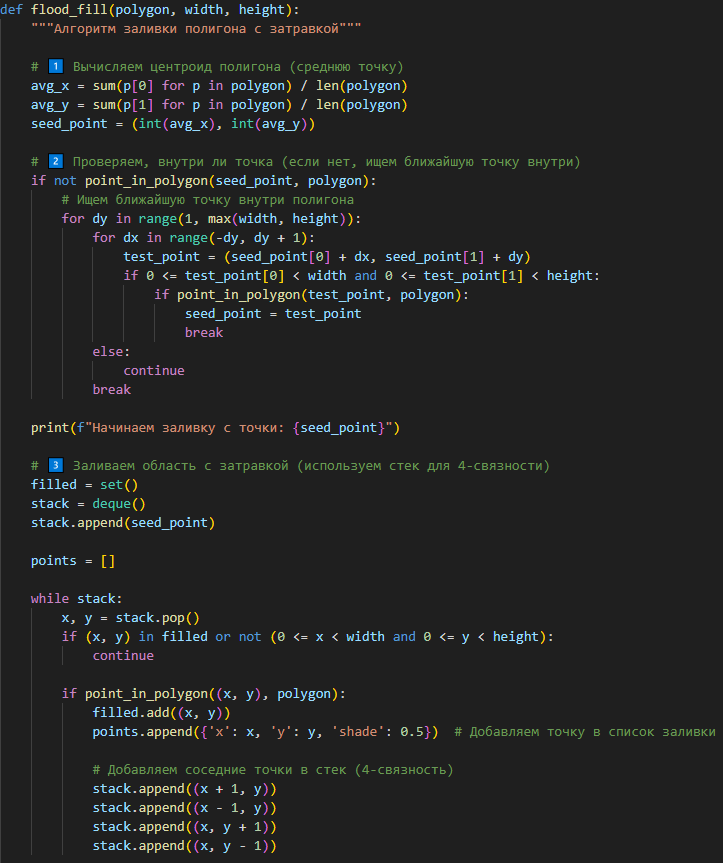 def flood_fill(polygon, width, height):
    """Алгоритм заливки полигона с затравкой"""
    # 1️⃣ Вычисляем центроид полигона (среднюю точку)
    avg_x = sum(p[0] for p in polygon) / len(polygon)
    avg_y = sum(p[1] for p in polygon) / len(polygon)
    seed_point = (int(avg_x), int(avg_y))
    # 2️⃣ Проверяем, внутри ли точка (если нет, ищем ближайшую точку внутри)
    if not point_in_polygon(seed_point, polygon):
        # Ищем ближайшую точку внутри полигона
        for dy in range(1, max(width, height)):
            for dx in range(-dy, dy + 1):
                test_point = (seed_point[0] + dx, seed_point[1] + dy)
                if 0 <= test_point[0] < width and 0 <= test_point[1] < height:
                    if point_in_polygon(test_point, polygon):
                        seed_point = test_point
                        break
            else:
                continue
            break
    print(f"Начинаем заливку с точки: {seed_point}")
    # 3️⃣ Заливаем область с затравкой (используем стек для 4-связности)
    filled = set()
    stack = deque()
    stack.append(seed_point)
    points = []
    while stack:
        x, y = stack.pop()
        if (x, y) in filled or not (0 <= x < width and 0 <= y < height):
            continue
        if point_in_polygon((x, y), polygon):
            filled.add((x, y))
            points.append({'x': x, 'y': y, 'shade': 0.5})  # Добавляем точку в список заливки
            # Добавляем соседние точки в стек (4-связность)
            stack.append((x + 1, y))
            stack.append((x - 1, y))
            stack.append((x, y + 1))
            stack.append((x, y - 1))